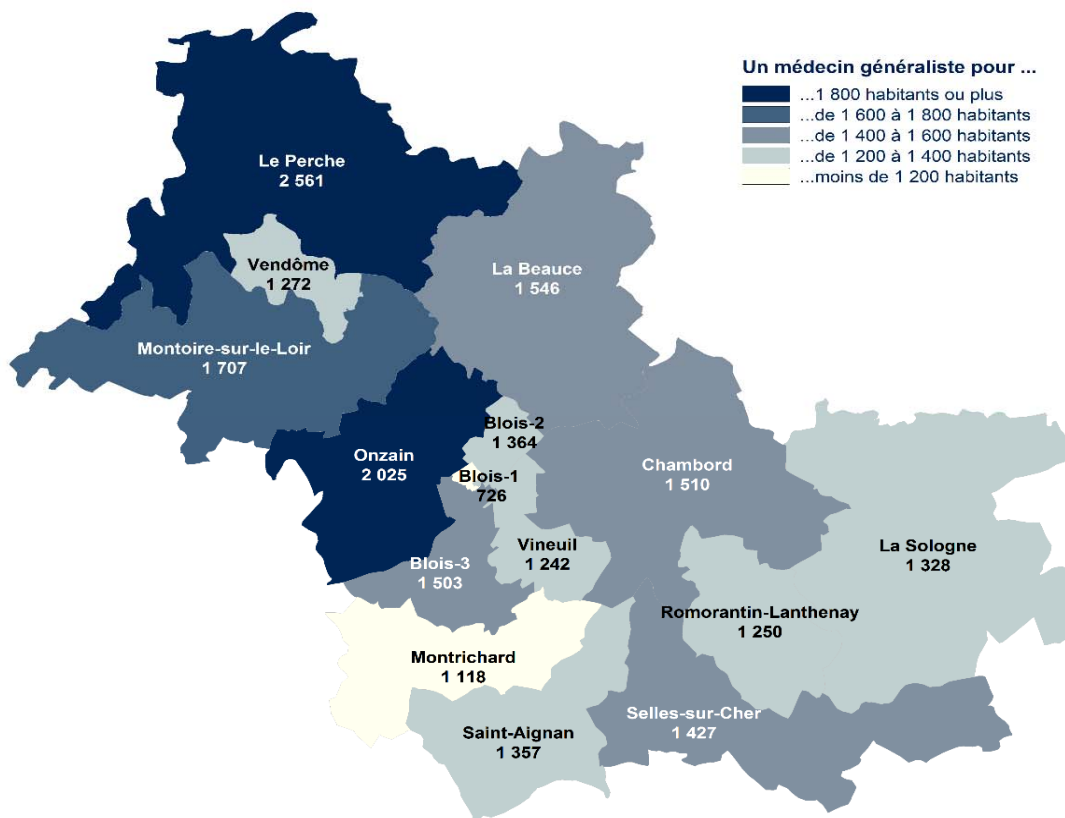 Un médecin généraliste pour ...
...1 800 habitants ou plus
...de 1 600 à 1 800 habitants
...de 1 400 à 1 600 habitants
...de 1 200 à 1 400 habitants
...moins de 1 200 habitants
Le Perche
2 561
Vendôme
1 272
La Beauce
1 546
Montoire-sur-le-Loir
1 707
Blois-2
1 364
Onzain
2 025
Blois-1
726
Chambord
1 510
Vineuil
1 242
La Sologne
1 328
Blois-3
1 503
Romorantin-Lanthenay
1 250
Montrichard
1 118
Selles-sur-Cher
1 427
Saint-Aignan
1 357